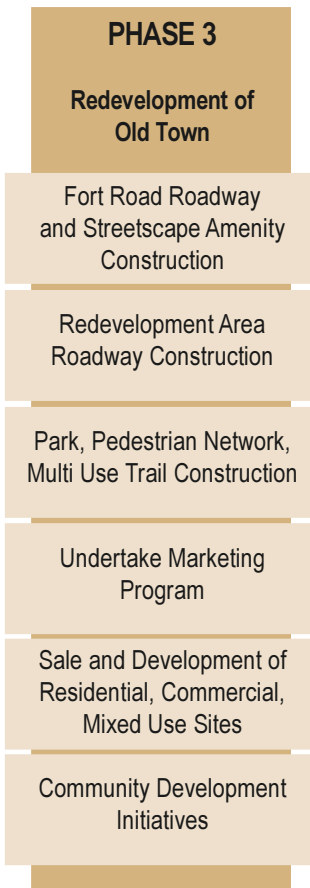 PHASE 3
Redevelopment of
Old Town
Fort Road Roadway
and Streetscape Amenity
Construction
Redevelopment Area
Roadway Construction
Park, Pedestrian Network,
Multi Use Trail Construction
Undertake Marketing
Program
Sale and Development of
Residential, Commercial,
Mixed Use Sites
Community Development
Initiatives